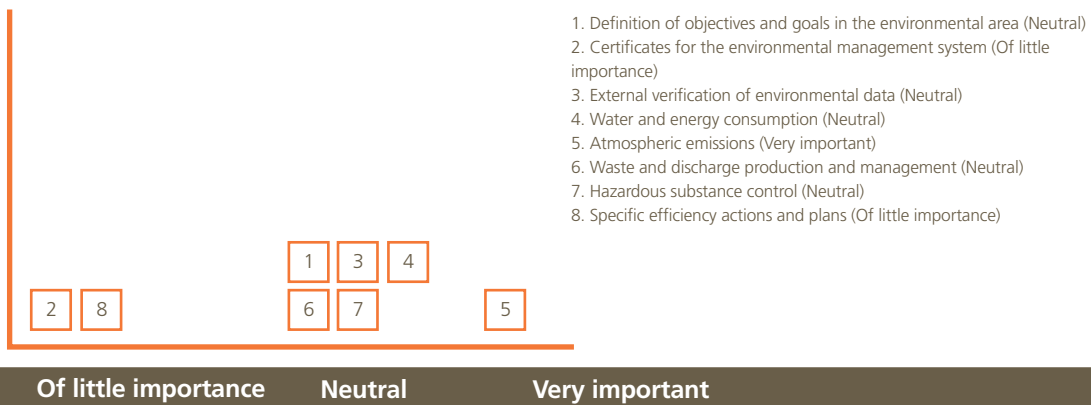 1. Definition of objectives and goals in the environmental area (Neutral)
2. Certificates for the environmental management system (Of little
importance)
3. External verification of environmental data (Neutral)
4. Water and energy consumption (Neutral)
5. Atmospheric emissions (Very important)
6. Waste and discharge production and management (Neutral)
7. Hazardous substance control (Neutral)
8. Specific efficiency actions and plans (Of little importance)
1 3 4
2 8 6 7 5
Of little importance Neutral Very important